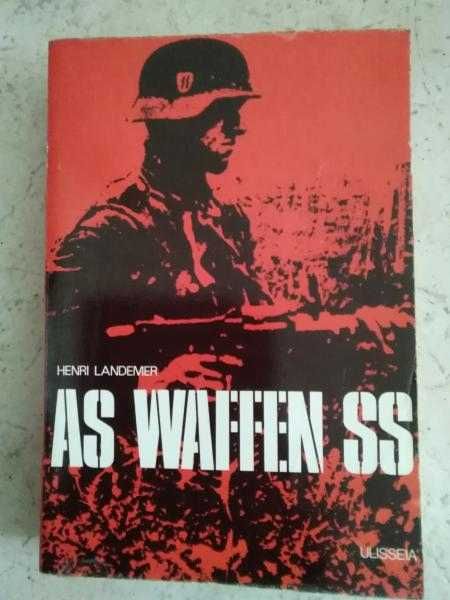 HENRI LANDEMER
AS WAFFEN SS
ULISSEIA